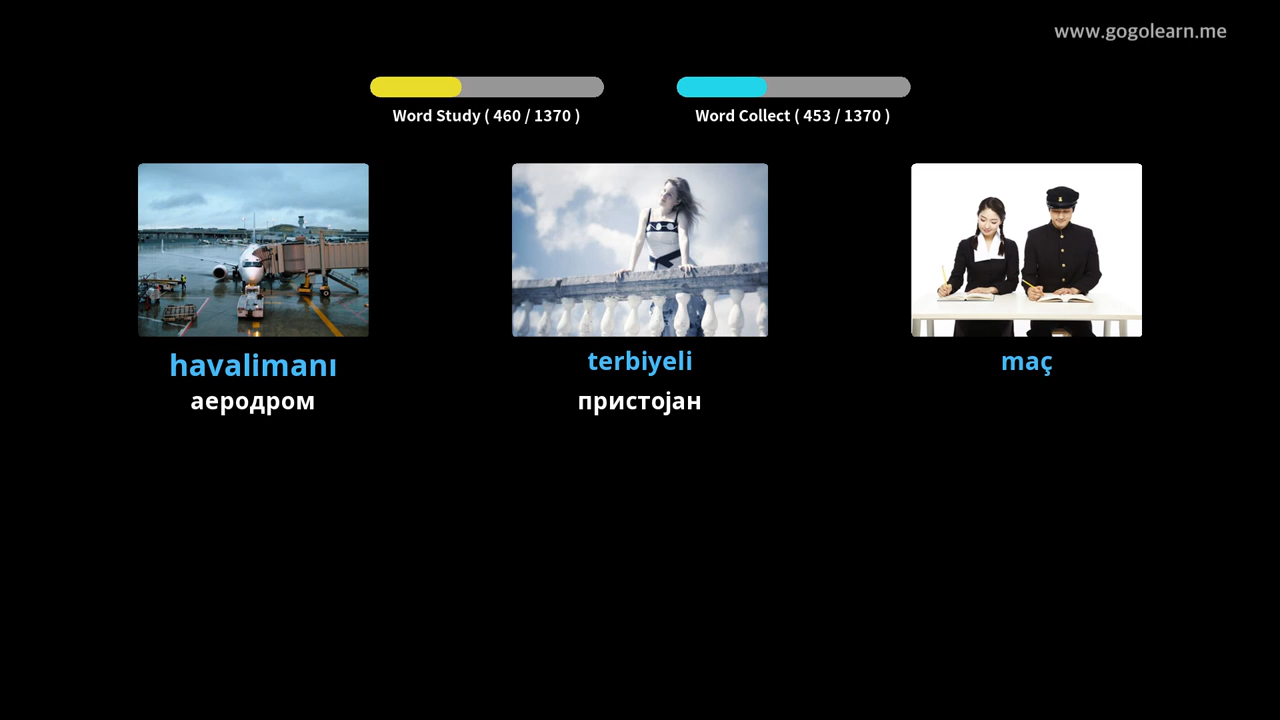 www.gogolearn.me
Word Study ( 460 / 1370 )
Word Collect ( 453 / 1370 )
havalimanı
аеродром
terbiyeli
пристојан
maç